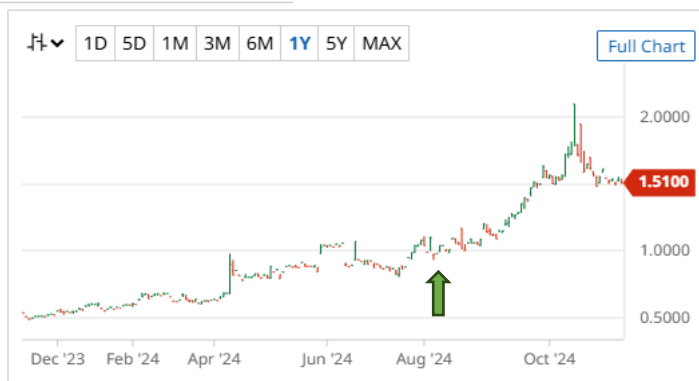 1D 5D 1M 3M 6M 1Y 5Y MAX
Full Chart
2.0000
1.5100
1.0000
0.5000
Dec '23 Feb '24 Apr '24 Jun '24 Aug '24 Oct '24